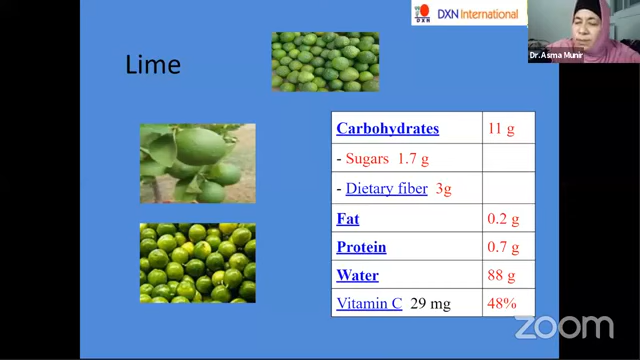 DXN
DXN International
Dr. Asma Munir
Lime
Carbohydrates 11 g
- Sugars 1.7 g
- Dietary fiber 3g
Fat 0.2 g
Protein 0.7 g
Water 88 g
Vitamin C 29 mg 48%
zoom